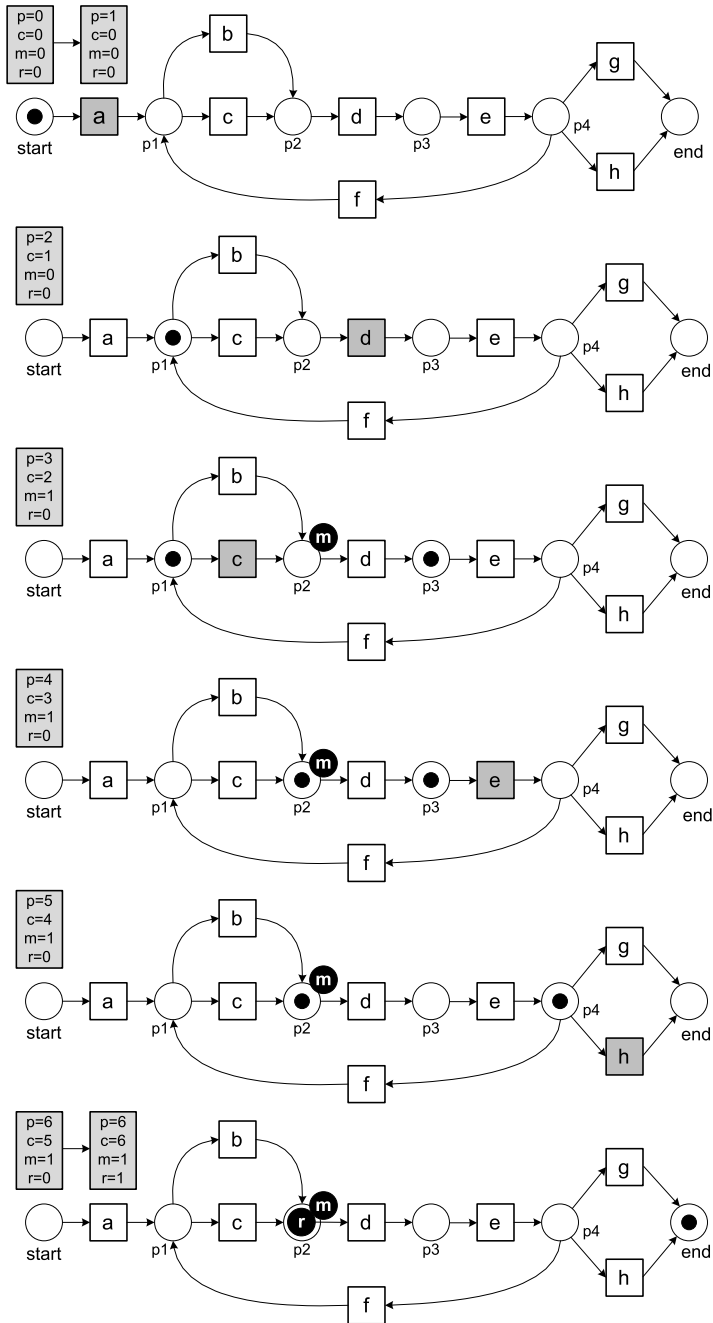 p=0
c=0
m=0
r=0
p=1
c=0
m=0
r=0
b
g
a
c
d
e
start
p1
p2
p3
p4
end
f
h
p=2
c=1
m=0
r=0
b
g
a
c
d
e
start
p1
p2
p3
p4
end
f
h
p=3
c=2
m=1
r=0
b
g
m
a
c
d
e
start
p1
p2
p3
p4
end
f
h
p=4
c=3
m=1
r=0
b
g
m
a
c
d
e
start
p1
p2
p3
p4
end
f
h
p=5
c=4
m=1
r=0
b
g
m
a
c
d
e
start
p1
p2
p3
p4
end
f
h
p=6
c=5
m=1
r=0
p=6
c=6
m=1
r=1
b
g
m
a
c
r
d
e
start
p1
p2
p3
p4
end
f
h